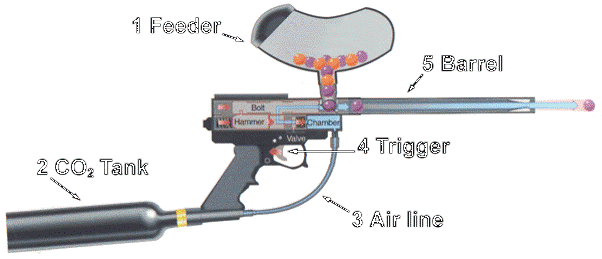 1 Feeder
5 Barrel
Bolt
Hammer
Chamber
Valve
4 Trigger
2 CO₂ Tank
3 Air line